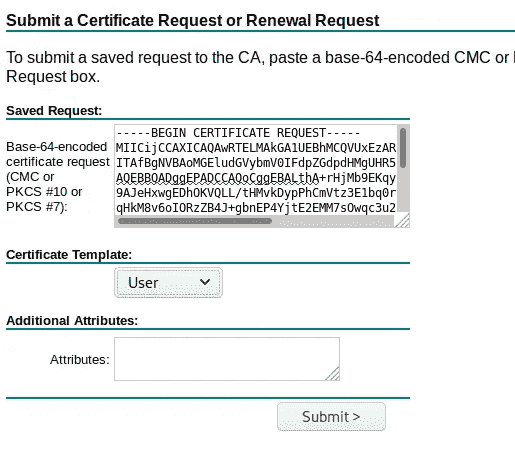 Submit a Certificate Request or Renewal Request
To submit a saved request to the CA, paste a base-64-encoded CMC or
Request box.
Saved Request:
Base-64-encoded
certificate request
(CMC or
PKCS #10 or
PKCS #7):
-----BEGIN CERTIFICATE REQUEST-----
MIICijCCAXICAQAwRTELMAkGA1UEBhMCQVUxEzAR
ITAfBgNVBAoMGEludGVybmV0IFdpZGdpdHMgUHR5
AQEBBQADggEPADCCAQoCggEBALthA+rHjMb9EKqy
9AJeHxwgEDhOKVQLL/tHMvkDypPhCmVtz3E1bq0r
qHkM8v6oIORzZB4J+gbnEP4YjtE2EMM7sOwqc3u2
Certificate Template:
User
Additional Attributes:
Attributes:
Submit >